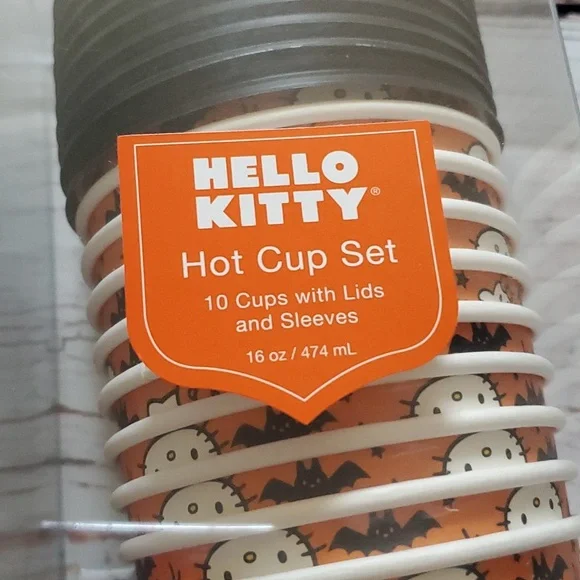 HELLO
KITTY®
Hot Cup Set
10 Cups with Lids
and Sleeves
16 oz / 474 mL